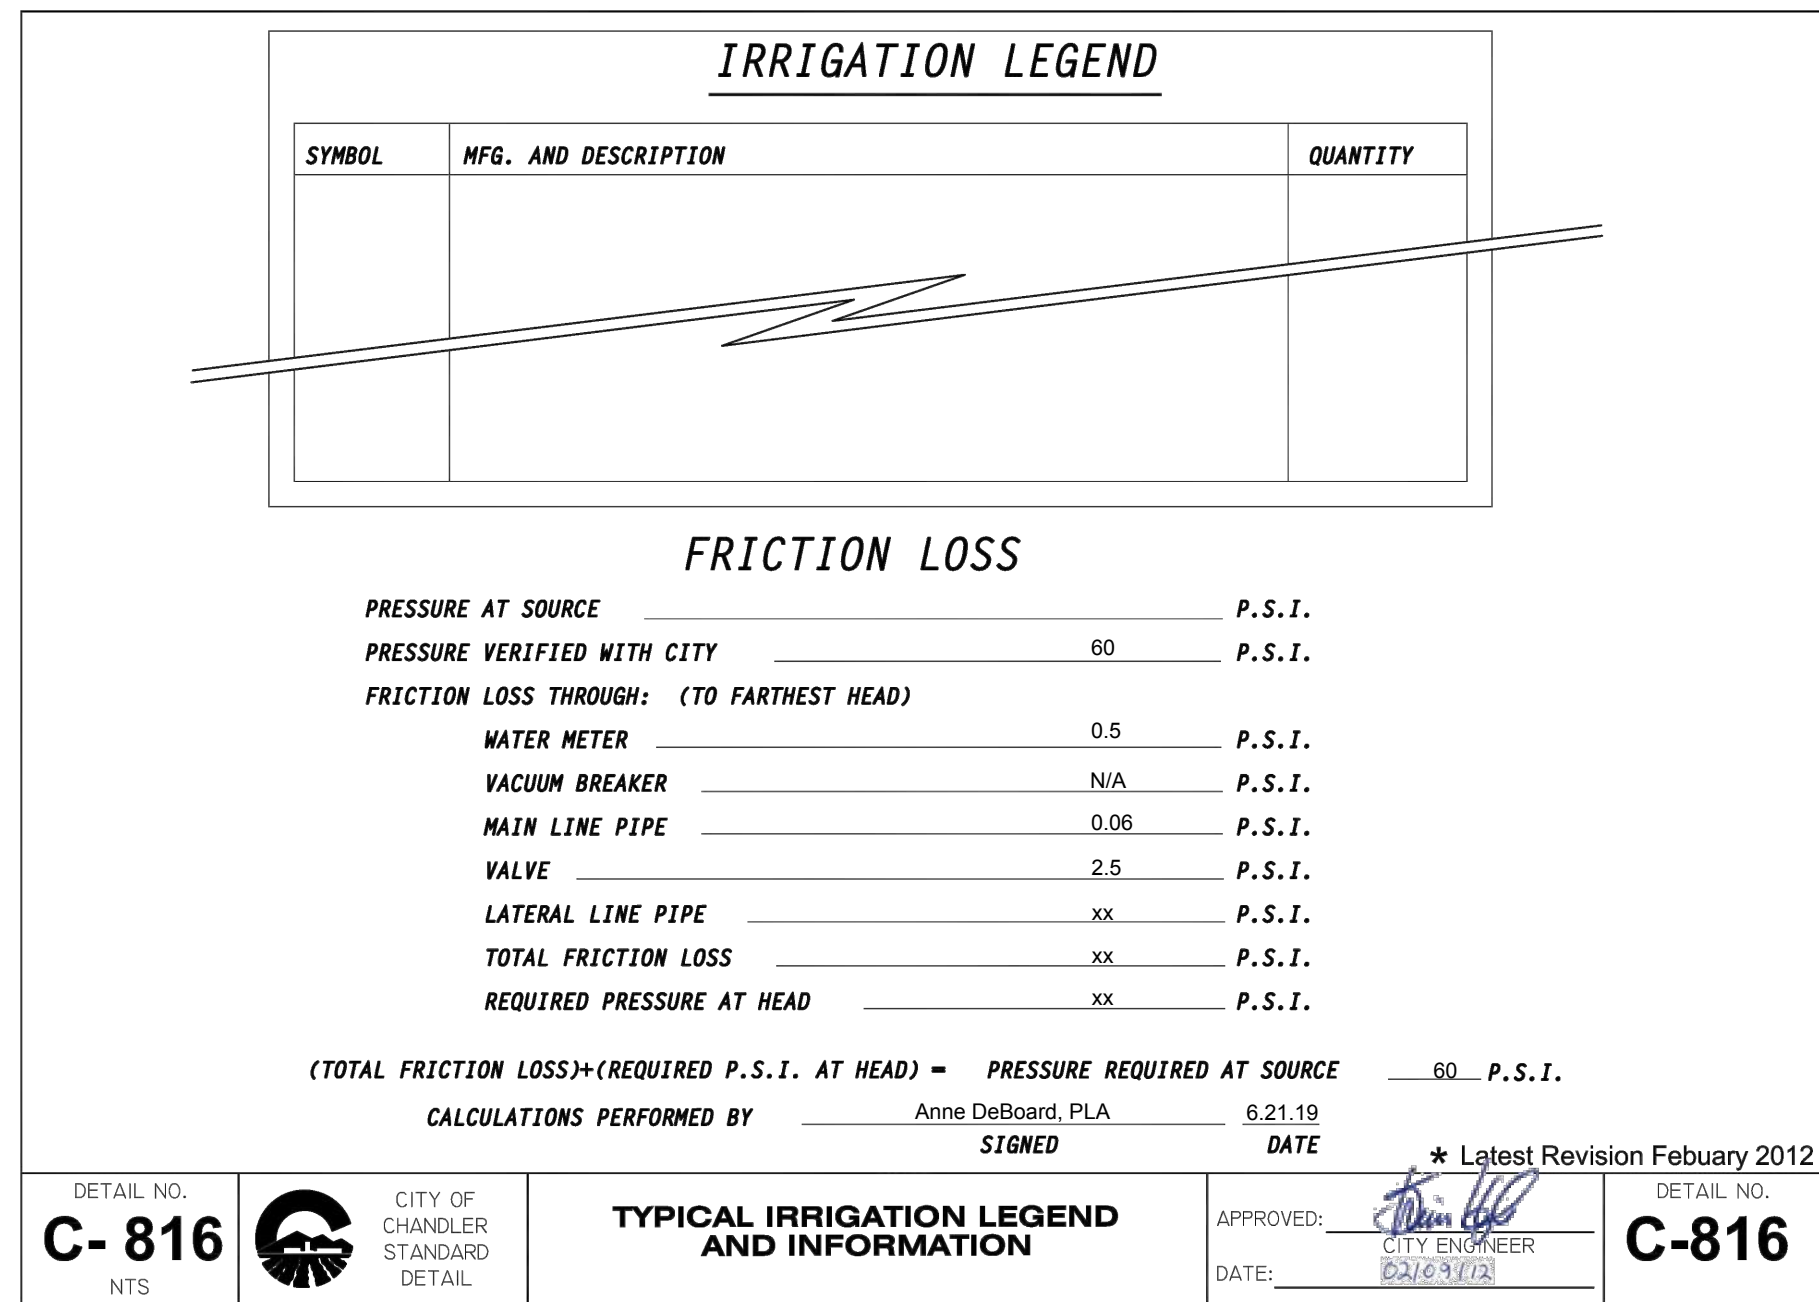 IRRIGATION LEGEND
SYMBOL MFG. AND DESCRIPTION QUANTITY
FRICTION LOSS
PRESSURE AT SOURCE P.S.I.
PRESSURE VERIFIED WITH CITY 60 P.S.I.
FRICTION LOSS THROUGH: (TO FARTHEST HEAD)
WATER METER 0.5 P.S.I.
VACUUM BREAKER N/A P.S.I.
MAIN LINE PIPE 0.06 P.S.I.
VALVE 2.5 P.S.I.
LATERAL LINE PIPE xx P.S.I.
TOTAL FRICTION LOSS xx P.S.I.
REQUIRED PRESSURE AT HEAD xx P.S.I.
(TOTAL FRICTION LOSS)+(REQUIRED P.S.I. AT HEAD) = PRESSURE REQUIRED AT SOURCE 60 P.S.I.
CALCULATIONS PERFORMED BY Anne DeBoard, PLA 6.21.19
SIGNED DATE
* Latest Revision Febuary 2012
DETAIL NO.
C- 816
NTS
CITY OF
CHANDLER
STANDARD
DETAIL
TYPICAL IRRIGATION LEGEND
AND INFORMATION
APPROVED:
CITY ENGINEER
DATE: 02/09/12
DETAIL NO.
C-816